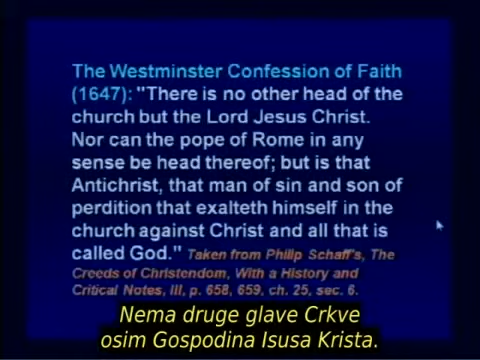 The Westminster Confession of Faith
(1647): "There is no other head of the
church but the Lord Jesus Christ.
Nor can the pope of Rome in any
sense be head thereof; but is that
Antichrist, that man of sin and son of
perdition that exalteth himself in the
church against Christ and all that is
called God." Taken from Philip Schaff's, The
Creeds of Christendom, With a History and
Critical Notes, III, p. 658, 659, ch. 25, sec. 6.
Nema druge glave Crkve
osim Gospodina Isusa Krista.